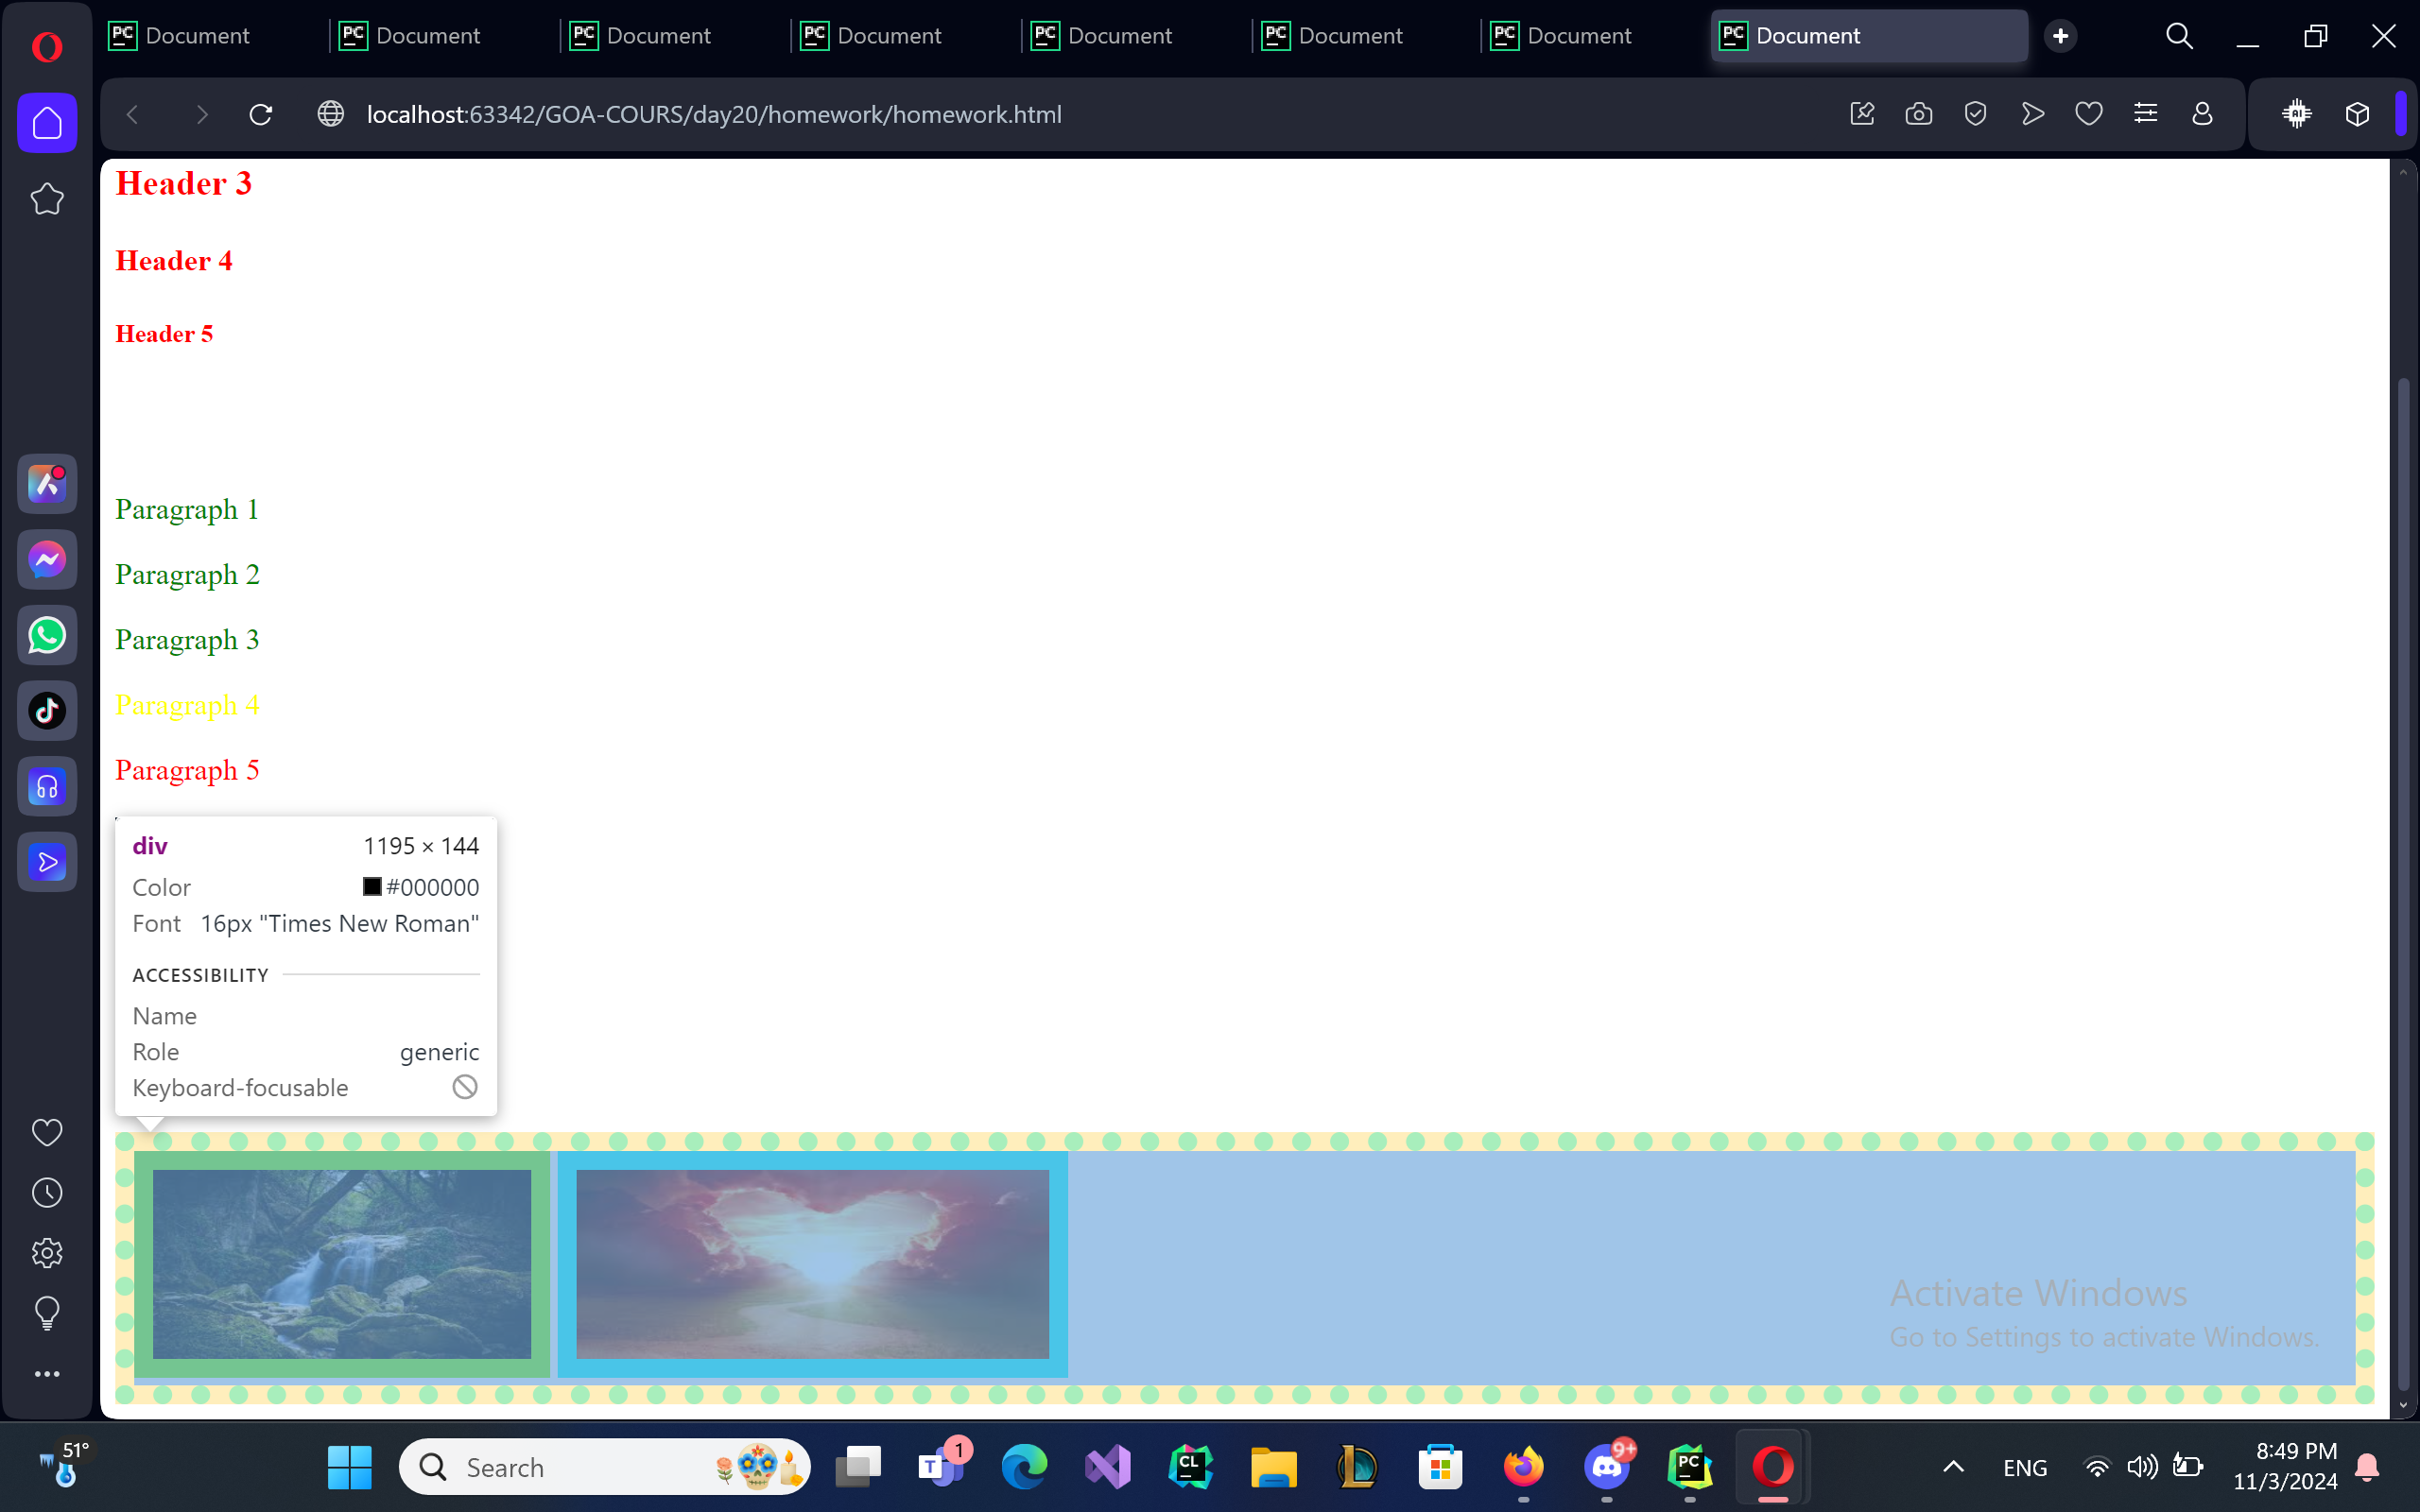 Document
Document
Document
Document
Document
Document
Document
Document
localhost:63342/GOA-COURS/day20/homework/homework.html
Header 3
Header 4
Header 5
Paragraph 1
Paragraph 2
Paragraph 3
Paragraph 4
Paragraph 5
div 1195 × 144
Color #000000
Font 16px "Times New Roman"
ACCESSIBILITY
Name
Role generic
Keyboard-focusable
Activate Windows
Go to Settings to activate Windows.
51°
Search
1
9+
ENG
8:49 PM
11/3/2024